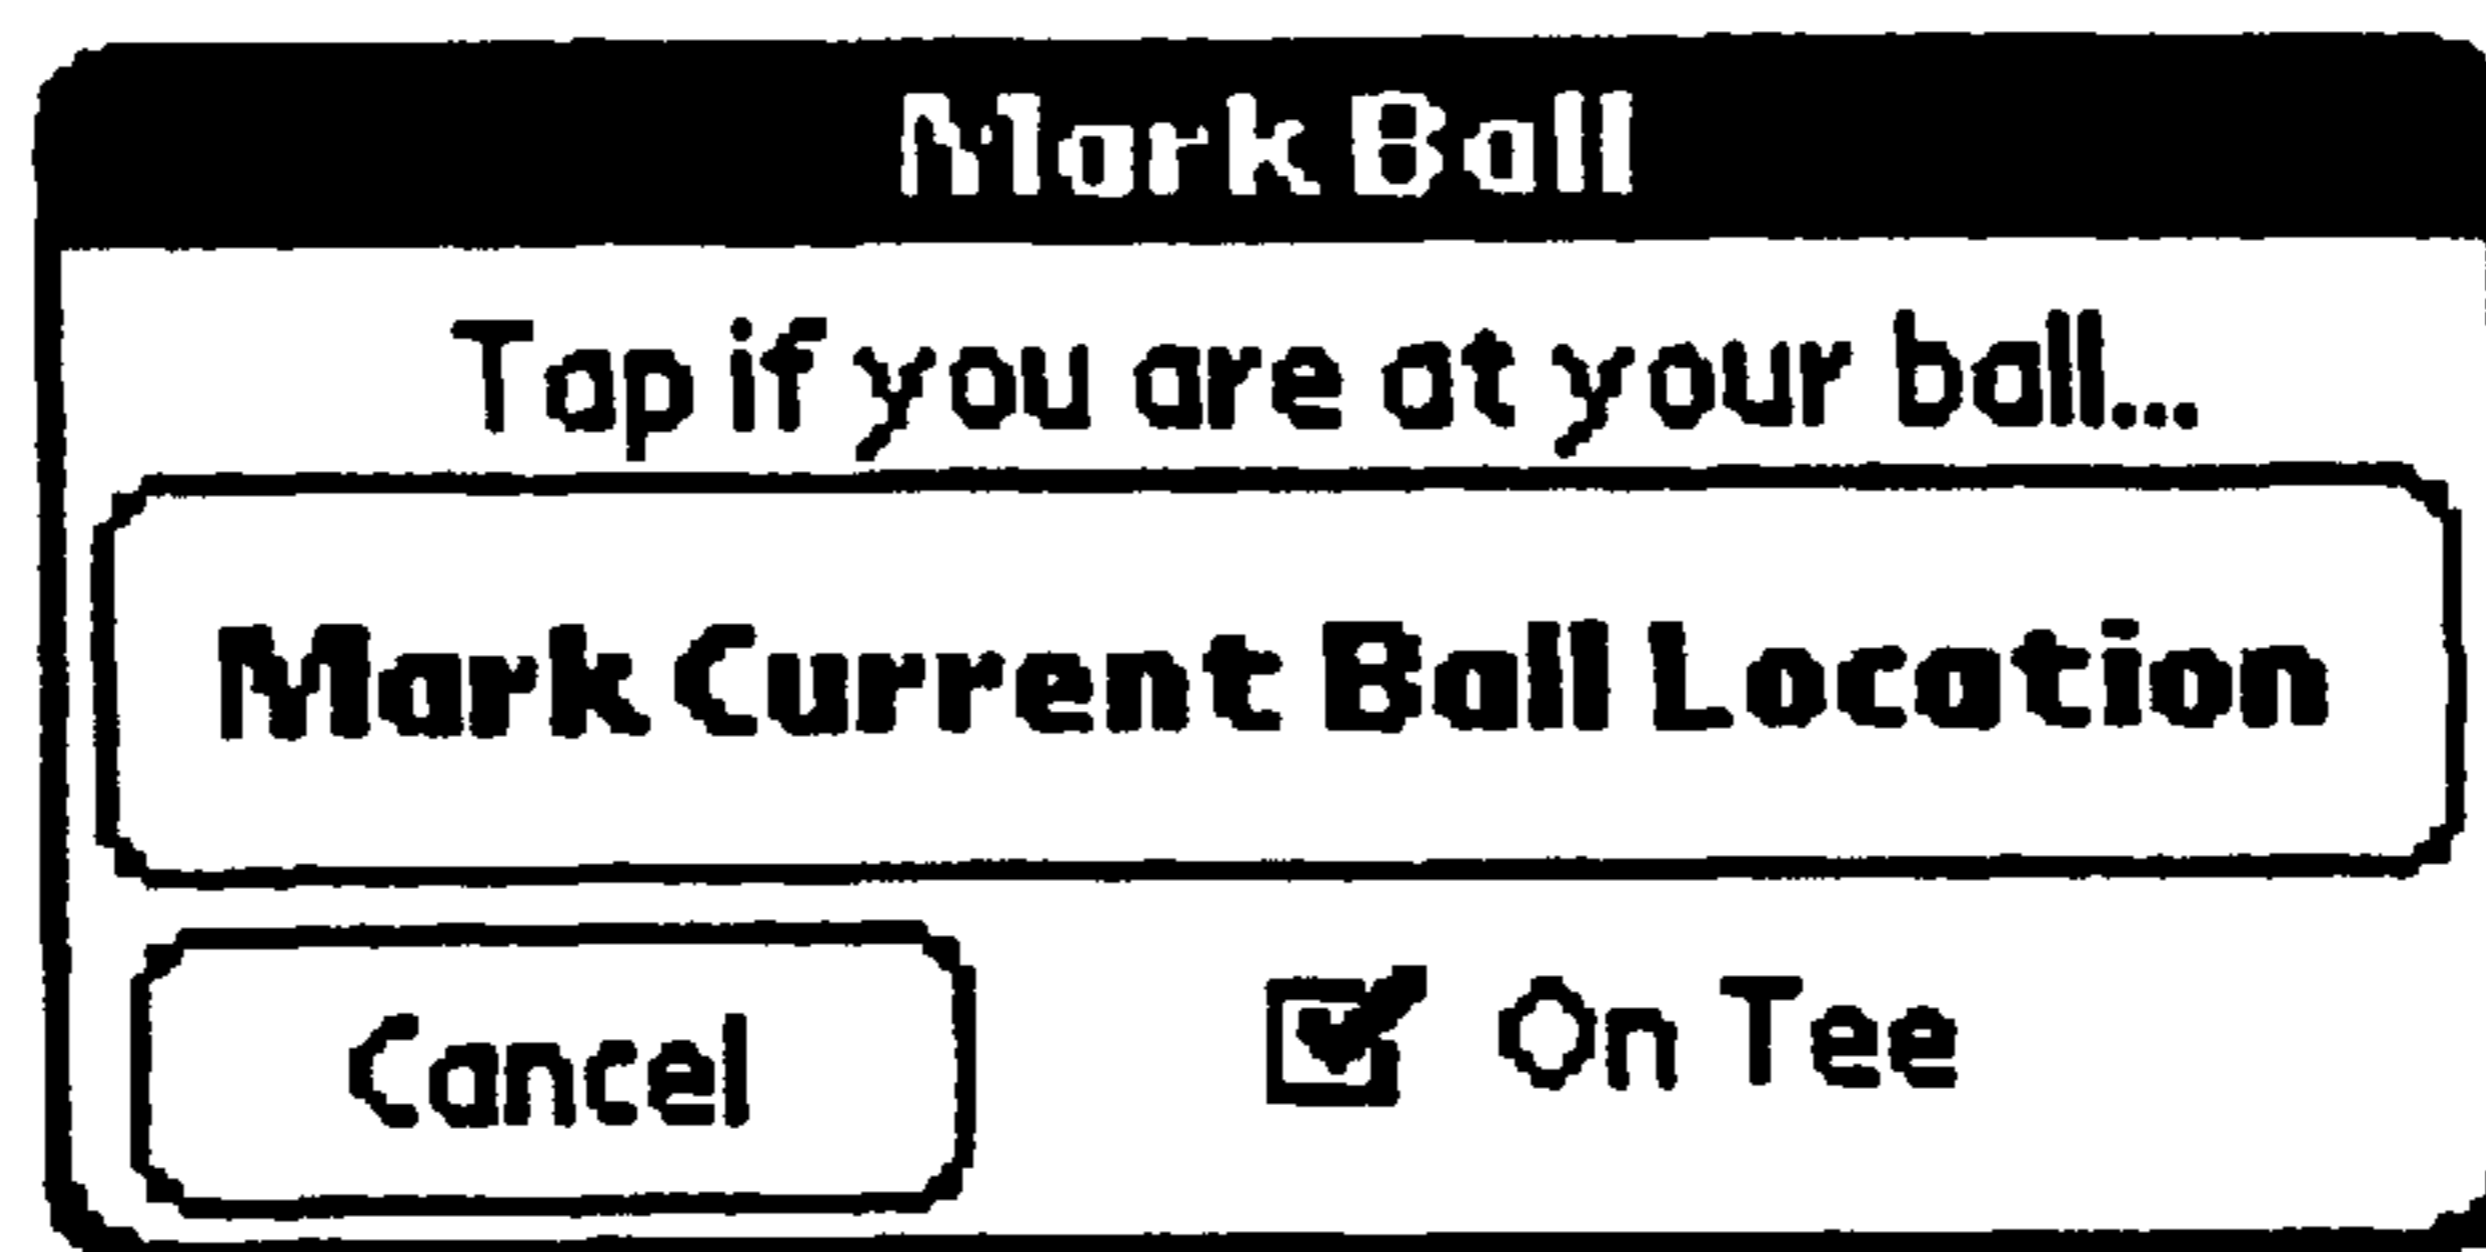 Mark Ball
Tap if you are at your ball...
Mark Current Ball Location
Cancel
On Tee